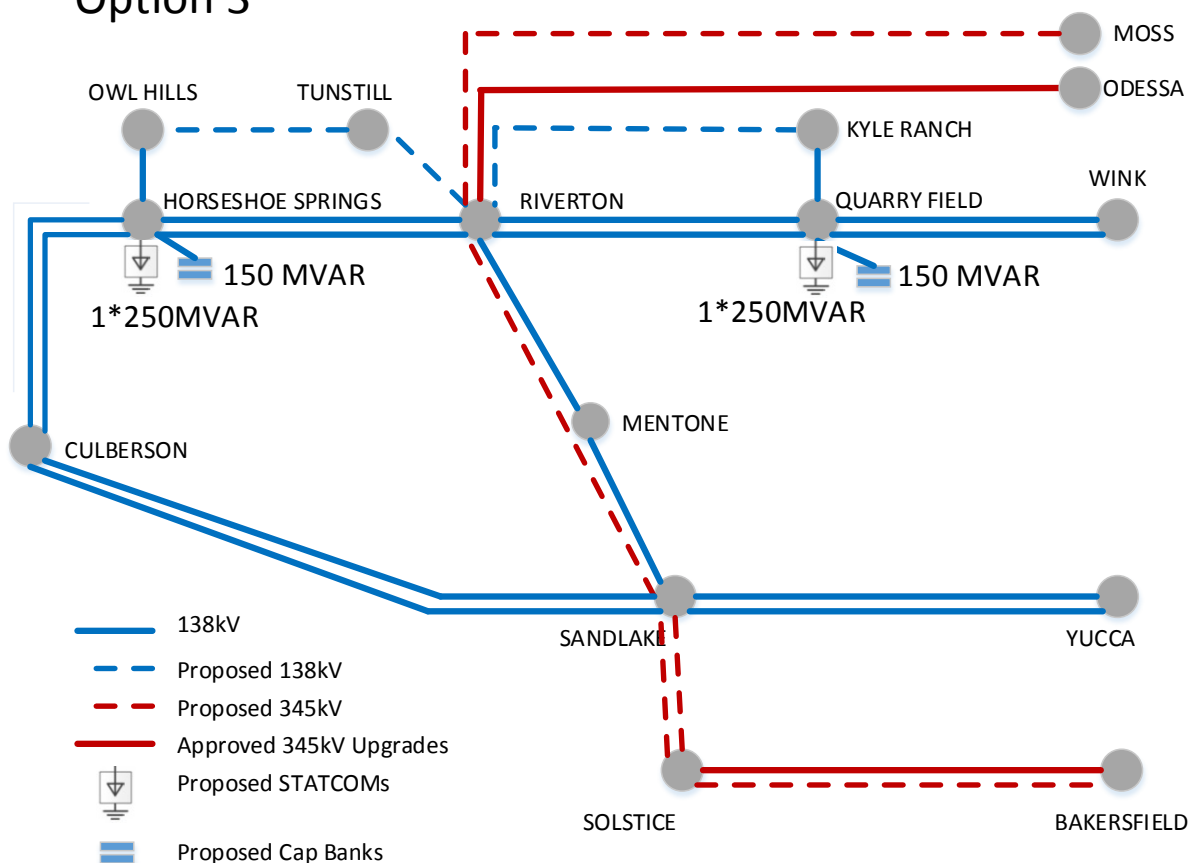 Option
MOSS
OWL HILLS
TUNSTILL
ODESSA
KYLE RANCH
WINK
HORSESHOE SPRINGS
RIVERTON
QUARRY FIELD
150 MVAR
150 MVAR
1*250MVAR
1*250MVAR
MENTONE
CULBERSON
138kV
SANDLAKE
YUCCA
Proposed 138kV
Proposed 345kV
Approved 345kV Upgrades
Proposed STATCOMs
SOLSTICE
BAKERSFIELD
Proposed Cap Banks